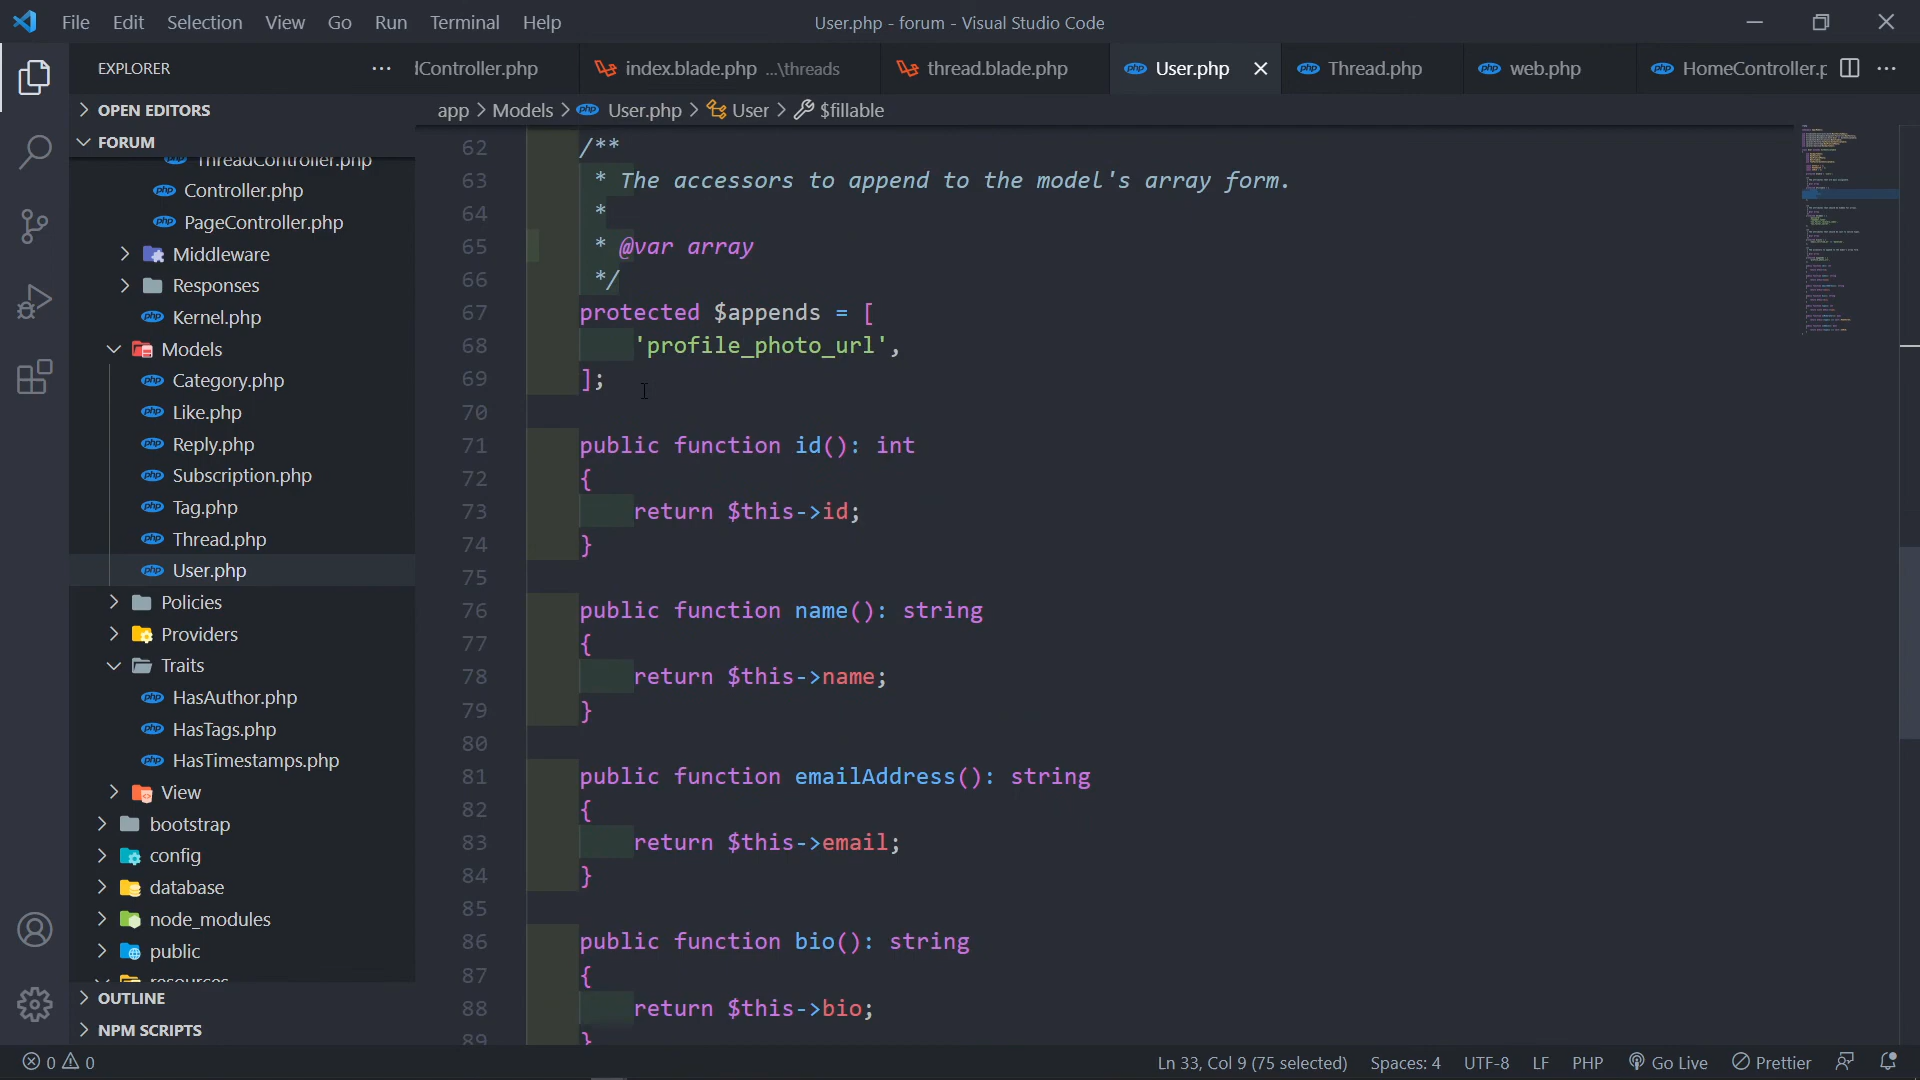 File Edit Selection View Go Run Terminal Help
User.php - forum - Visual Studio Code
EXPLORER
dController.php index.blade.php ...\threads thread.blade.php User.php Thread.php web.php HomeController.p
OPEN EDITORS
FORUM
ThreadController.php
Controller.php
PageController.php
Middleware
Responses
Kernel.php
Models
Category.php
Like.php
Reply.php
Subscription.php
Tag.php
Thread.php
User.php
Policies
Providers
Traits
HasAuthor.php
HasTags.php
HasTimestamps.php
View
bootstrap
config
database
node_modules
public
resources
OUTLINE
NPM SCRIPTS
app > Models > User.php > User > $fillable
62 /**
63 * The accessors to append to the model's array form.
64 *
65 * @var array
66 */
67 protected $appends = [
68 'profile_photo_url',
69 ];
70
71 public function id(): int
72 {
73 return $this->id;
74 }
75
76 public function name(): string
77 {
78 return $this->name;
79 }
80
81 public function emailAddress(): string
82 {
83 return $this->email;
84 }
85
86 public function bio(): string
87 {
88 return $this->bio;
89 }
0 0
Ln 33, Col 9 (75 selected) Spaces: 4 UTF-8 LF PHP Go Live Prettier